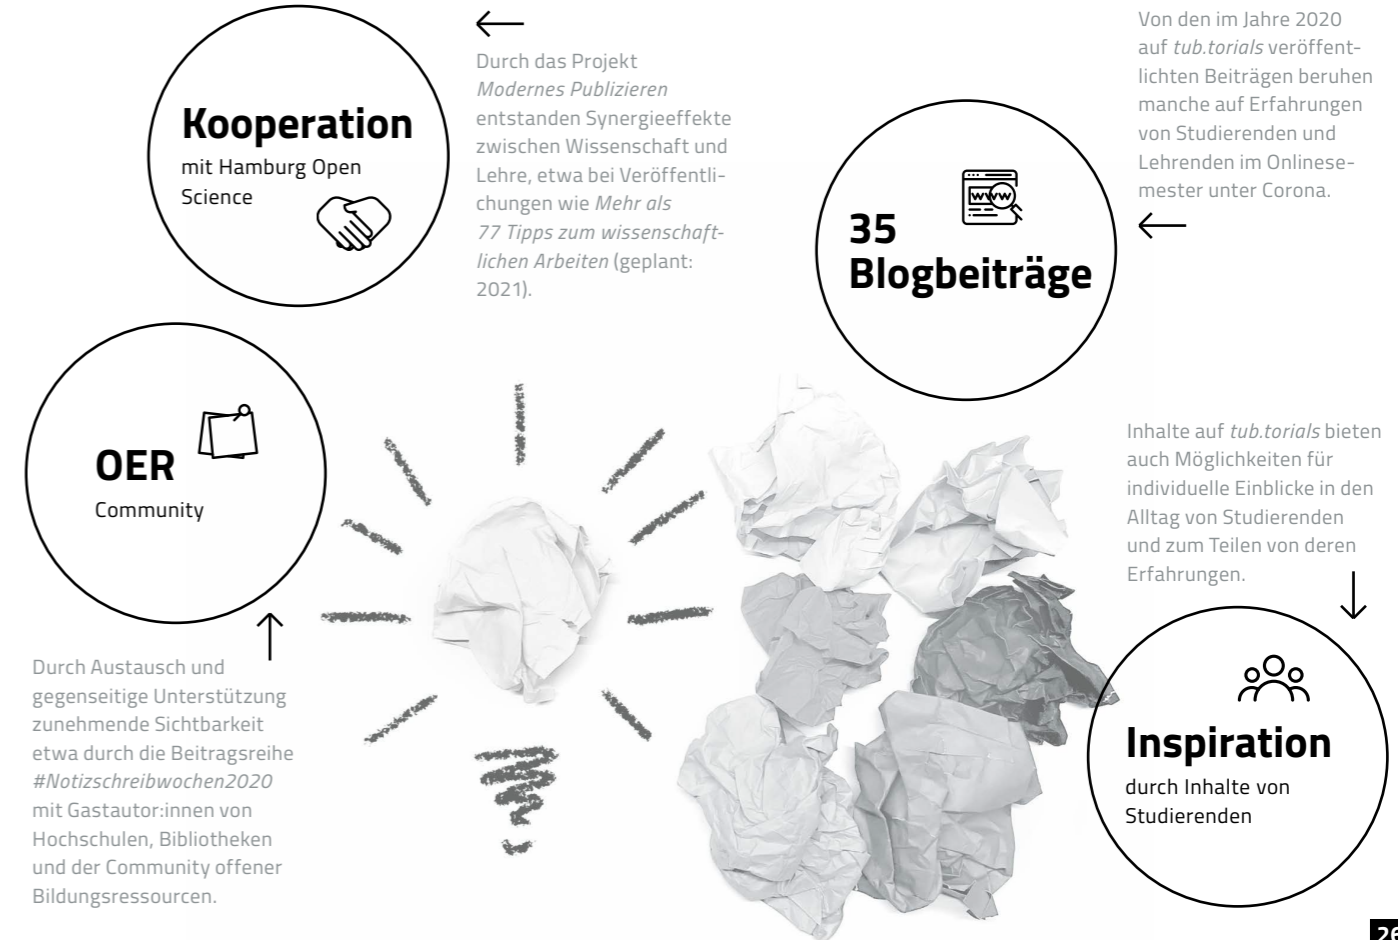 Kooperation
mit Hamburg Open
Science
Durch das Projekt
Modernes Publizieren
entstanden Synergieeffekte
zwischen Wissenschaft und
Lehre, etwa bei Veröffentli-
chungen wie Mehr als
77 Tipps zum wissenschaft-
lichen Arbeiten (geplant:
2021).
35
Blogbeiträge
www
Von den im Jahre 2020
auf tub.torials veröffent-
lichten Beiträgen beruhen
manche auf Erfahrungen
von Studierenden und
Lehrenden im Onlinese-
mester unter Corona.
OER
Community
Durch Austausch und
gegenseitige Unterstützung
zunehmende Sichtbarkeit
etwa durch die Beitragsreihe
#Notizschreibwochen2020
mit Gastautor:innen von
Hochschulen, Bibliotheken
und der Community offener
Bildungsressourcen.
Inhalte auf tub.torials bieten
auch Möglichkeiten für
individuelle Einblicke in den
Alltag von Studierenden
und zum Teilen von deren
Erfahrungen.
Inspiration
durch Inhalte von
Studierenden
26